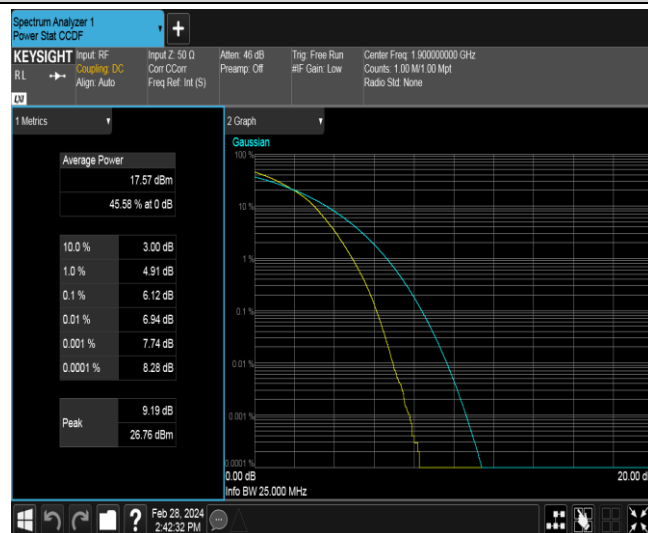 Spectrum Analyzer 1
Power Stat CCDF
+
KEYSIGHT
RL
LXI
Input: RF
Coupling: DC
Align: Auto
Input Z: 50 Ω
Corr CCorr
Freq Ref: Int (S)
Atten: 46 dB
Preamp: Off
Trig: Free Run
#IF Gain: Low
Center Freq: 1.900000000 GHz
Counts: 1.00 M/1.00 Mpt
Radio Std: None
1 Metrics
Average Power
17.57 dBm
45.58 % at 0 dB
10.0 % 3.00 dB
1.0 % 4.91 dB
0.1 % 6.12 dB
0.01 % 6.94 dB
0.001 % 7.74 dB
0.0001 % 8.28 dB
Peak
9.19 dB
26.76 dBm
2 Graph
Gaussian
100 %
10 %
1 %
0.1 %
0.01 %
0.001 %
0.0001 %
0.00 dB
20.00 d
Info BW 25.000 MHz
?
Feb 28, 2024
2:42:32 PM